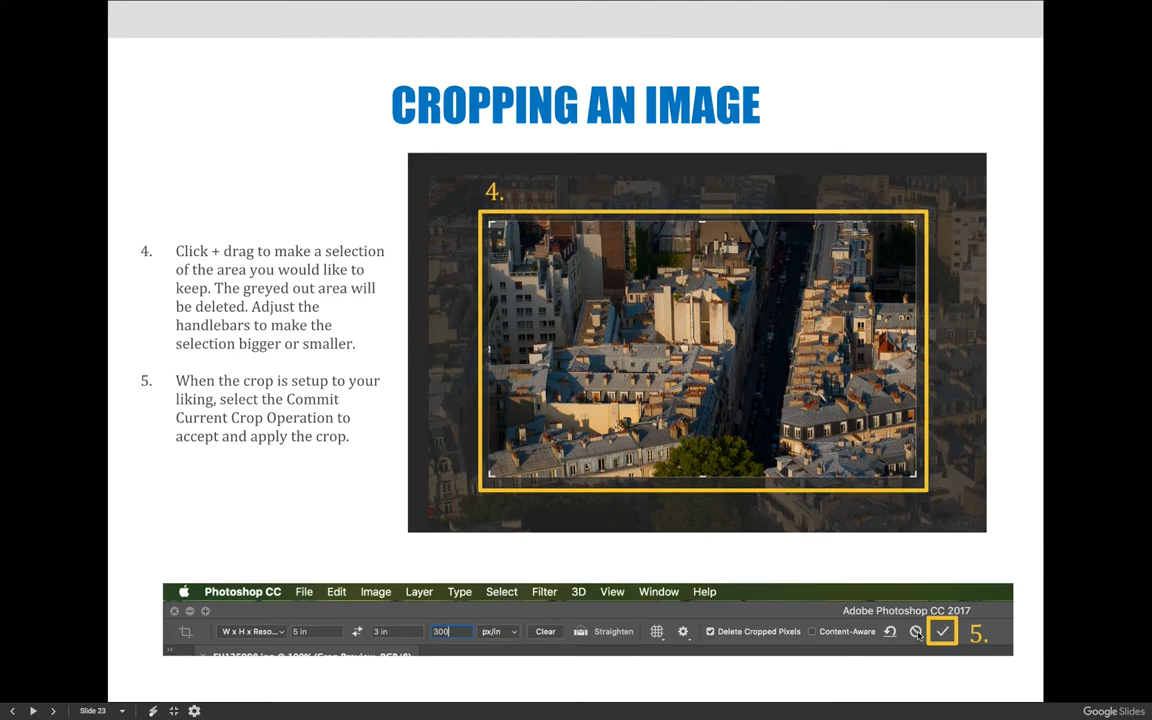 CROPPING AN IMAGE
4.
4. Click + drag to make a selection
of the area you would like to
keep. The greyed out area will
be deleted. Adjust the
handlebars to make the
selection bigger or smaller.
5. When the crop is setup to your
liking, select the Commit
Current Crop Operation to
accept and apply the crop.
Photoshop CC File Edit Image Layer Type Select Filter 3D View Window Help
Adobe Photoshop CC 2017
W x H x Reso... 5 in 3 in 300 px/in Clear Straighten Delete Cropped Pixels Content-Aware 5.
Slide 23
Google Slides